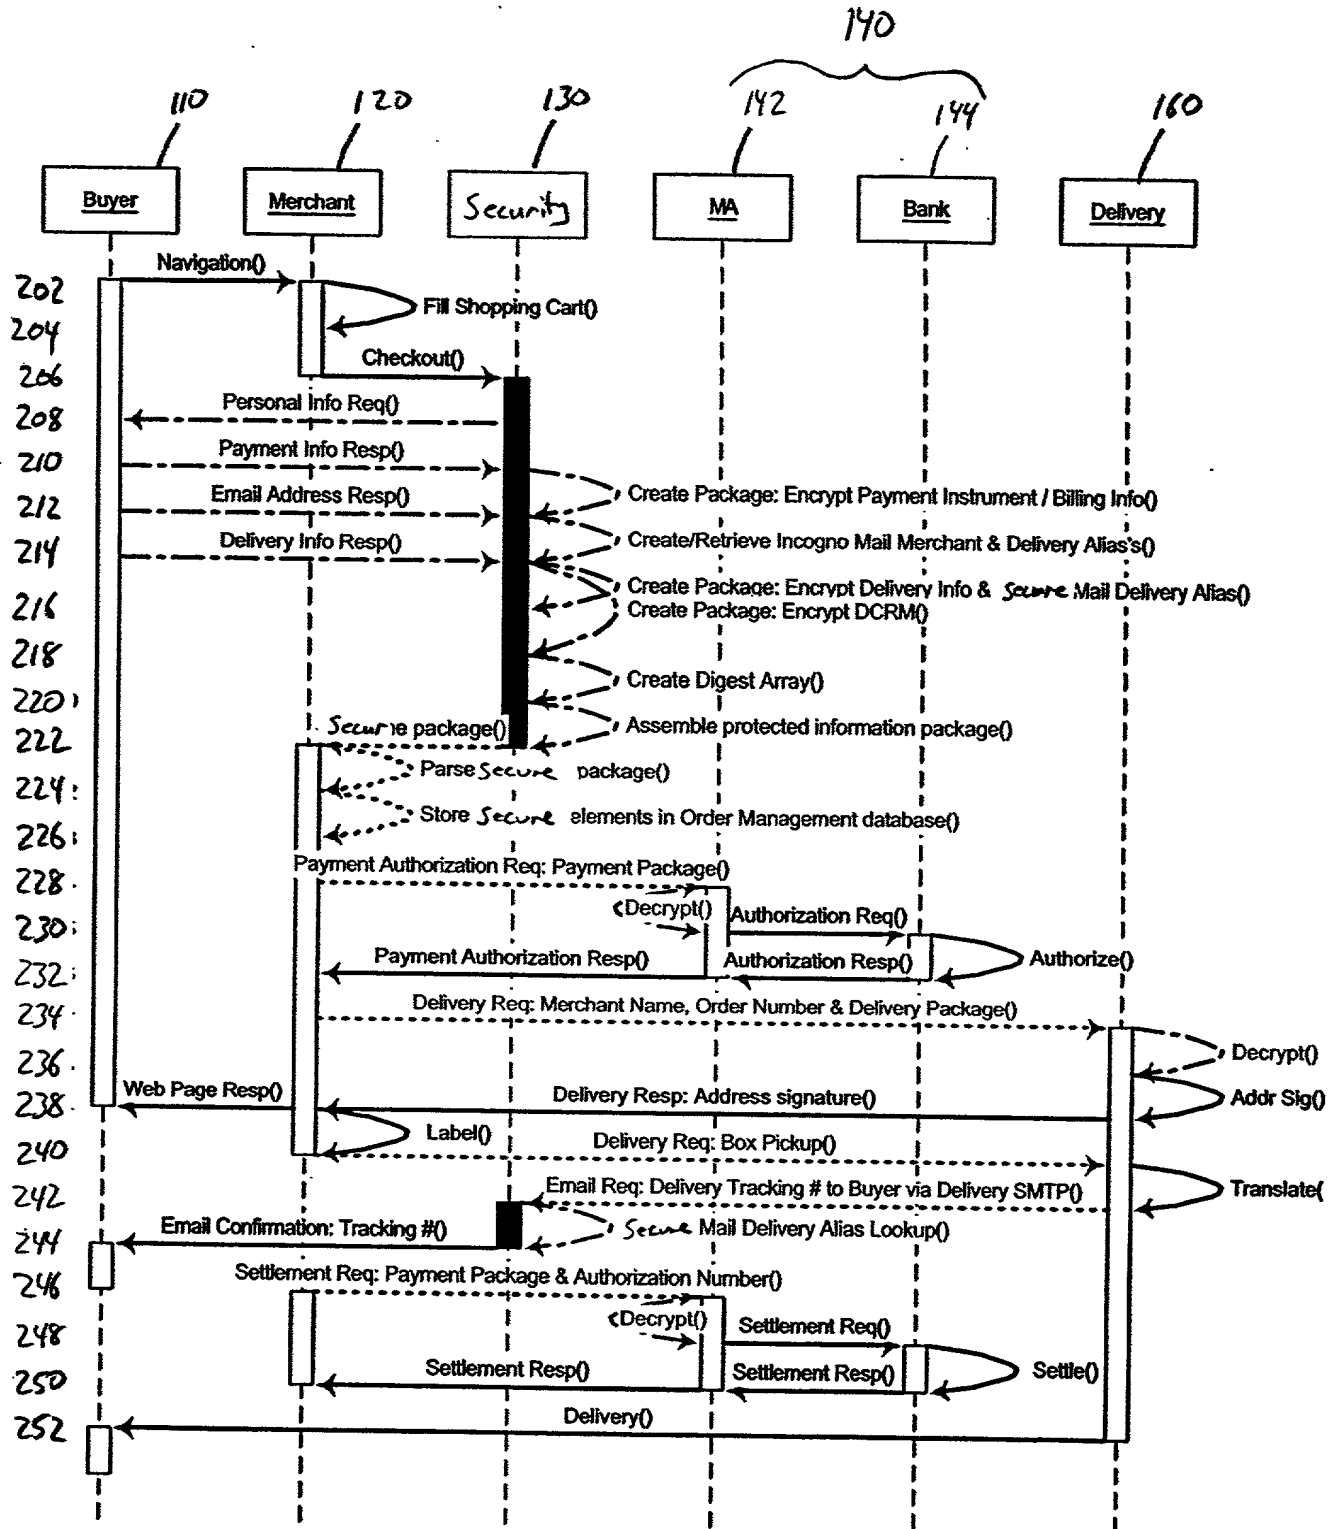 140
110 120 130 142 144 160
Buyer Merchant Security MA Bank Delivery
202 Navigation()
Fill Shopping Cart()
204
Checkout()
206
Personal Info Req()
208
Payment Info Resp()
210
Email Address Resp() Create Package: Encrypt Payment Instrument / Billing Info()
212
Delivery Info Resp() Create/Retrieve Incogno Mail Merchant & Delivery Alias's()
214
Create Package: Encrypt Delivery Info & Secure Mail Delivery Alias()
216 Create Package: Encrypt DCRM()
218
Create Digest Array()
220:
Secure package() Assemble protected information package()
222
Parse Secure package()
224:
Store Secure elements in Order Management database()
226:
Payment Authorization Req: Payment Package()
228.
Decrypt() Authorization Req()
230:
Payment Authorization Resp() Authorization Resp() Authorize()
232:
Delivery Req: Merchant Name, Order Number & Delivery Package()
234.
Decrypt()
236.
Web Page Resp() Delivery Resp: Address signature() Addr Sig()
238.
Label() Delivery Req: Box Pickup()
240
Email Req: Delivery Tracking # to Buyer via Delivery SMTP() Translate(
242
Email Confirmation: Tracking #() Secure Mail Delivery Alias Lookup()
244
Settlement Req: Payment Package & Authorization Number()
246
Decrypt() Settlement Req()
248
Settlement Resp() Settlement Resp() Settle()
250
Delivery()
252